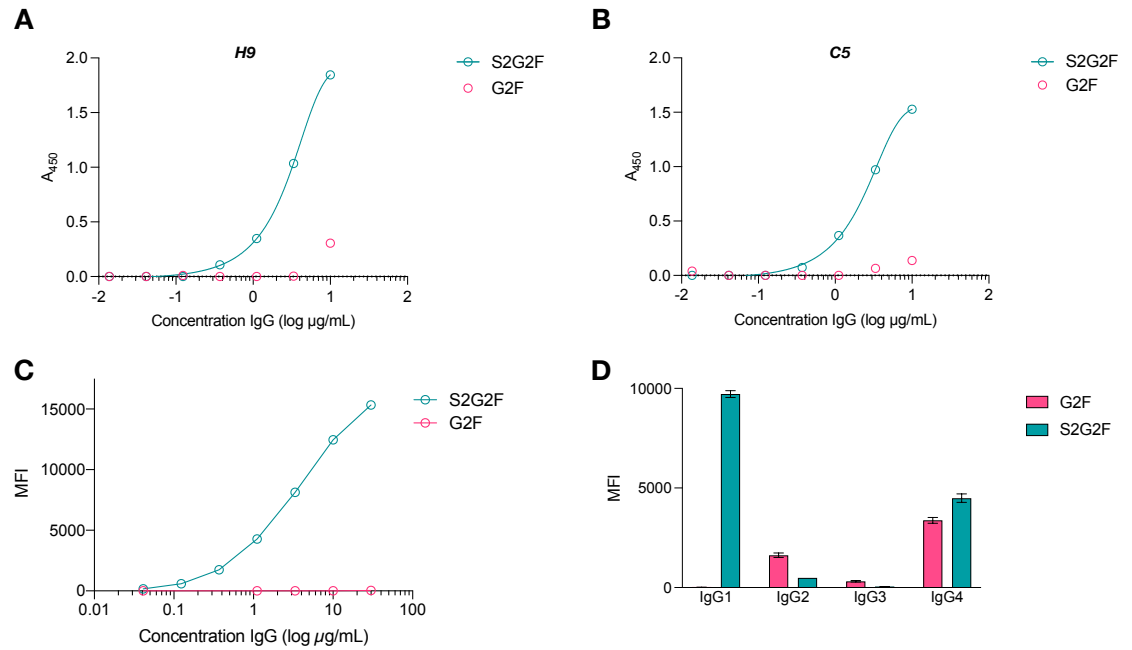 A
H9
2.0
1.5
1.0
0.5
0.0
A450
-2
-1
0
1
2
Concentration IgG (log µg/mL)
S2G2F
G2F
B
C5
2.0
1.5
1.0
0.5
0.0
A450
-2
-1
0
1
2
Concentration IgG (log µg/mL)
S2G2F
G2F
C
15000
10000
5000
0
MFI
0.01
0.1
1
10
100
Concentration IgG (log µg/mL)
S2G2F
G2F
D
10000
5000
0
MFI
IgG1
IgG2
IgG3
IgG4
G2F
S2G2F